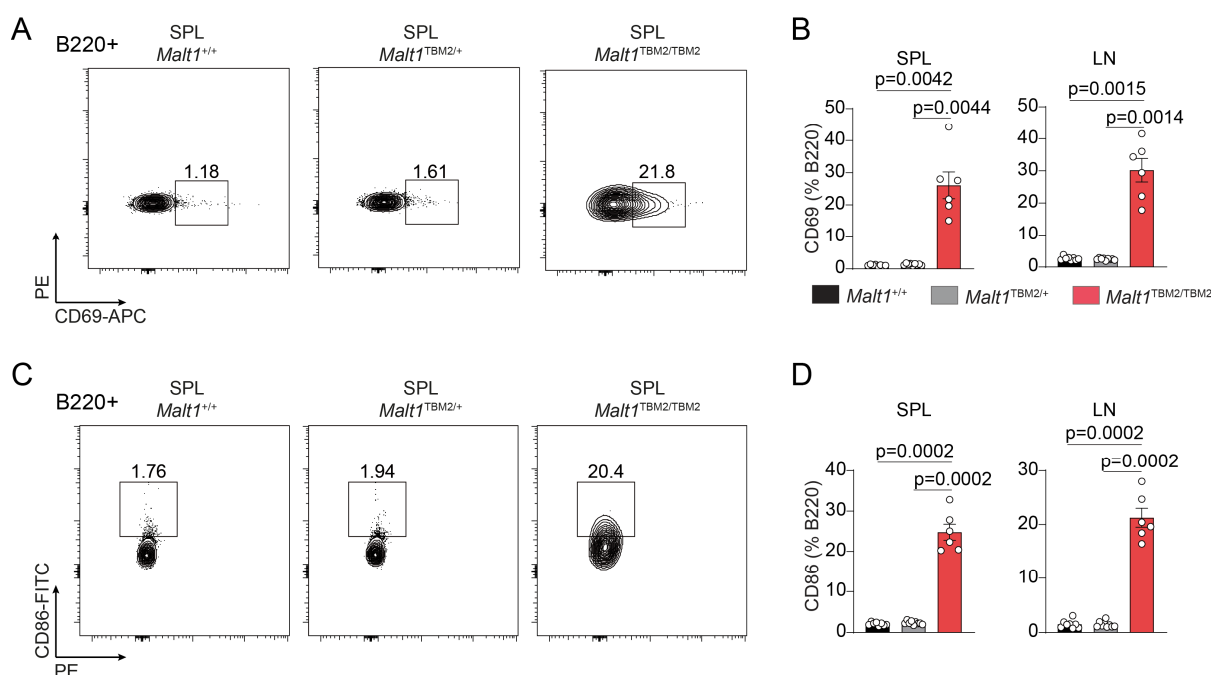 A
B220+
SPL
Malt1+/+
SPL
Malt1TBM2/+
SPL
Malt1TBM2/TBM2
1.18
1.61
21.8
PE
CD69-APC
B
SPL
LN
p=0.0042
p=0.0044
p=0.0015
p=0.0014
CD69 (% B220)
50
40
30
20
10
0
50
40
30
20
10
0
Malt1+/+
Malt1TBM2/+
Malt1TBM2/TBM2
C
B220+
SPL
Malt1+/+
SPL
Malt1TBM2/+
SPL
Malt1TBM2/TBM2
1.76
1.94
20.4
CD86-FITC
PE
D
SPL
LN
p=0.0002
p=0.0002
p=0.0002
p=0.0002
CD86 (% B220)
40
30
20
10
0
30
20
10
0